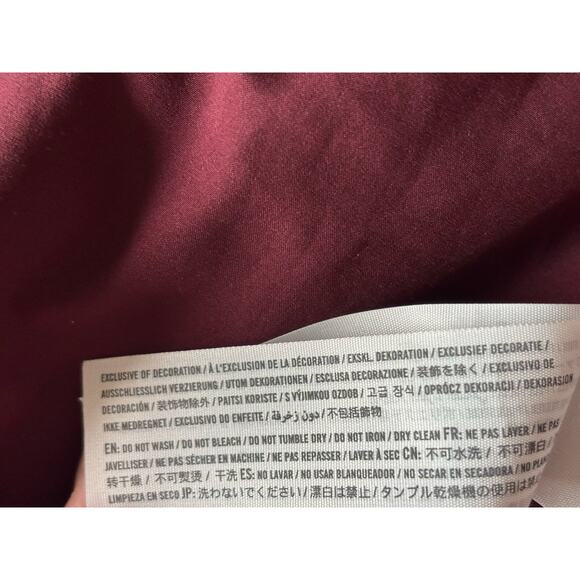 EXCLUSIVE OF DECORATION / À L'EXCLUSION DE LA DÉCORATION / EKSKL. DEKORATION / EXCLUSIEF DECORATIE /
AUSSCHLIESSLICH VERZIERUNG / UTOM DEKORATIONEN / ESCLUSA DECORAZIONE / 装飾を除く / EXCLUSIVO DE
DECORACIÓN / 装饰物除外 / PAITSI KORISTE / S VÝJIMKOU OZDOB / 고급 장식 / OPRÓCZ DEKORACJI / DEKORASJON
IKKE MEDREGNET / EXCLUSIVO DO ENFEITE / دون زخرفة / 不包括飾物
EN: DO NOT WASH / DO NOT BLEACH / DO NOT TUMBLE DRY / DO NOT IRON / DRY CLEAN FR: NE PAS LAVER / NE PAS
JAVELLISER / NE PAS SÉCHER EN MACHINE / NE PAS REPASSER / LAVER À SEC CN: 不可水洗 / 不可漂白 /
转干燥 / 不可熨烫 / 干洗 ES: NO LAVAR / NO USAR BLANQUEADOR / NO SECAR EN SECADORA / NO
LIMPIEZA EN SECO JP: 洗わないでください / 漂白は禁止 / タンブル乾燥機の使用は禁止